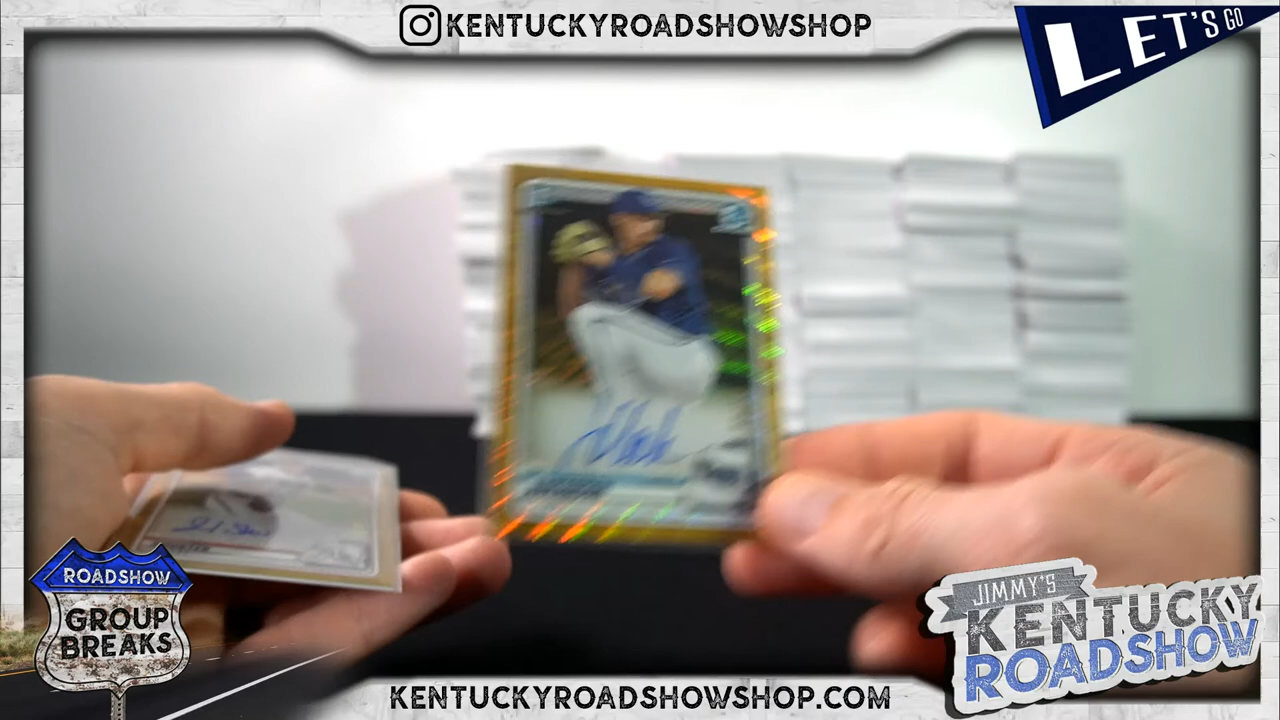 KENTUCKYROADSHOWSHOP
LET'S GO
ROADSHOW
GROUP
BREAKS
JIMMY'S
KENTUCKY
ROADSHOW
KENTUCKYROADSHOWSHOP.COM